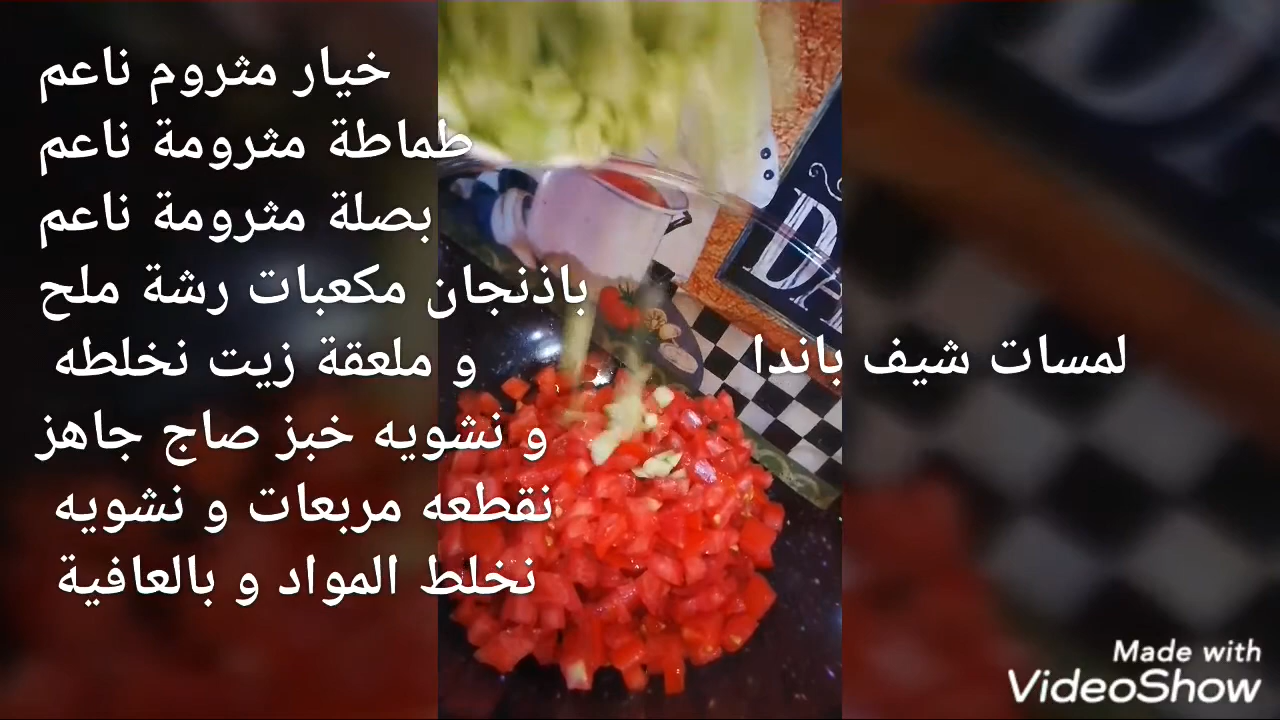 خيار مثروم ناعم
طماطة مثرومة ناعم
بصلة مثرومة ناعم
باذنجان مكعبات رشة ملح
و ملعقة زيت نخلطه
و نشويه خبز صاج جاهز
نقطعه مربعات و نشويه
نخلط المواد و بالعافية
لمسات شيف باندا
DA
Made with
VideoShow